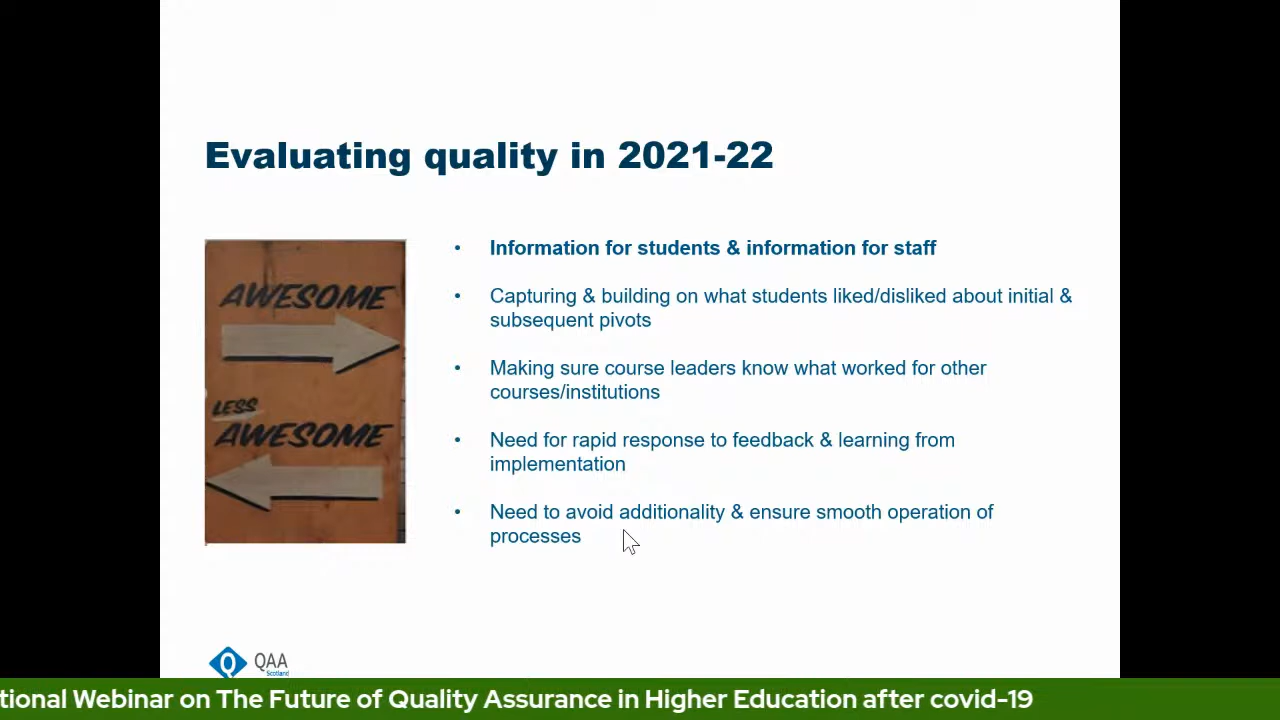 Evaluating quality in 2021-22
AWESOME
LESS
AWESOME
• Information for students & information for staff
• Capturing & building on what students liked/disliked about initial &
subsequent pivots
• Making sure course leaders know what worked for other
courses/institutions
• Need for rapid response to feedback & learning from
implementation
• Need to avoid additionality & ensure smooth operation of
processes
QAA
Scotland
tional Webinar on The Future of Quality Assurance in Higher Education after covid-19